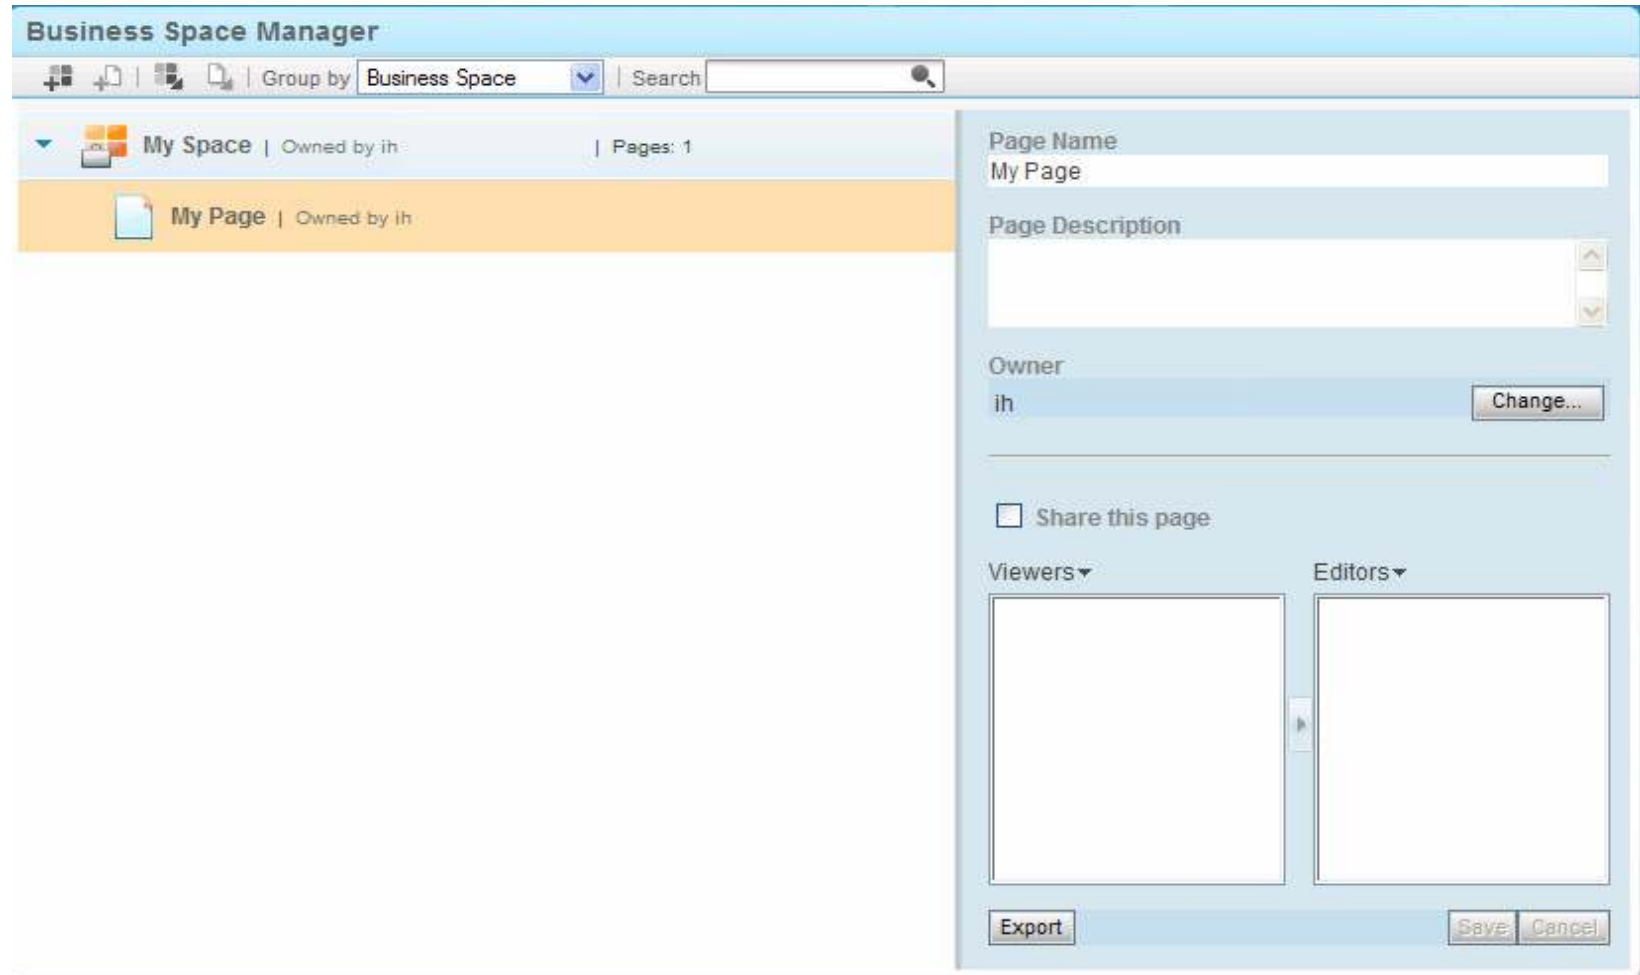 Business Space Manager
| | Group by Business Space | Search
My Space | Owned by ih | Pages: 1
My Page | Owned by ih
Page Name
My Page
Page Description
Owner
ih Change...
Share this page
Viewers Editors
Export Save Cancel